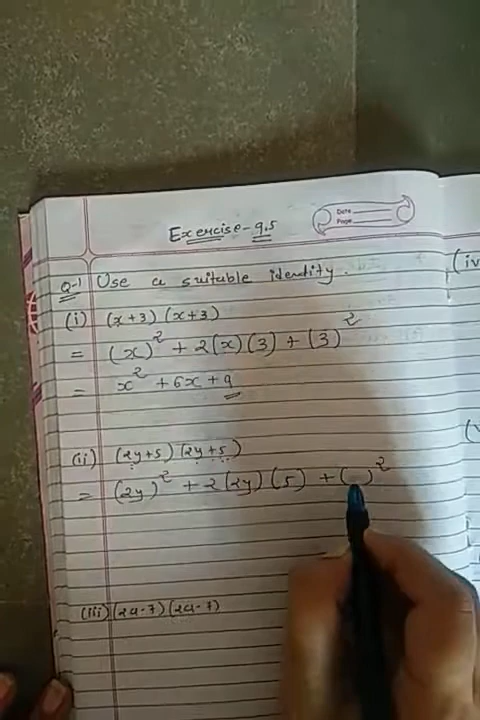 Exercise-9.5
Date
Page
Q-1 Use a suitable identity.
(i) (x+3) (x+3)
= (x)² + 2(x)(3) + (3)²
= x² + 6x + 9
(ii) (2y+5) (2y+5)
= (2y)² + 2(2y)(5) + ( )²
(iii) (2a-7)(2a-7)
(iv
(v